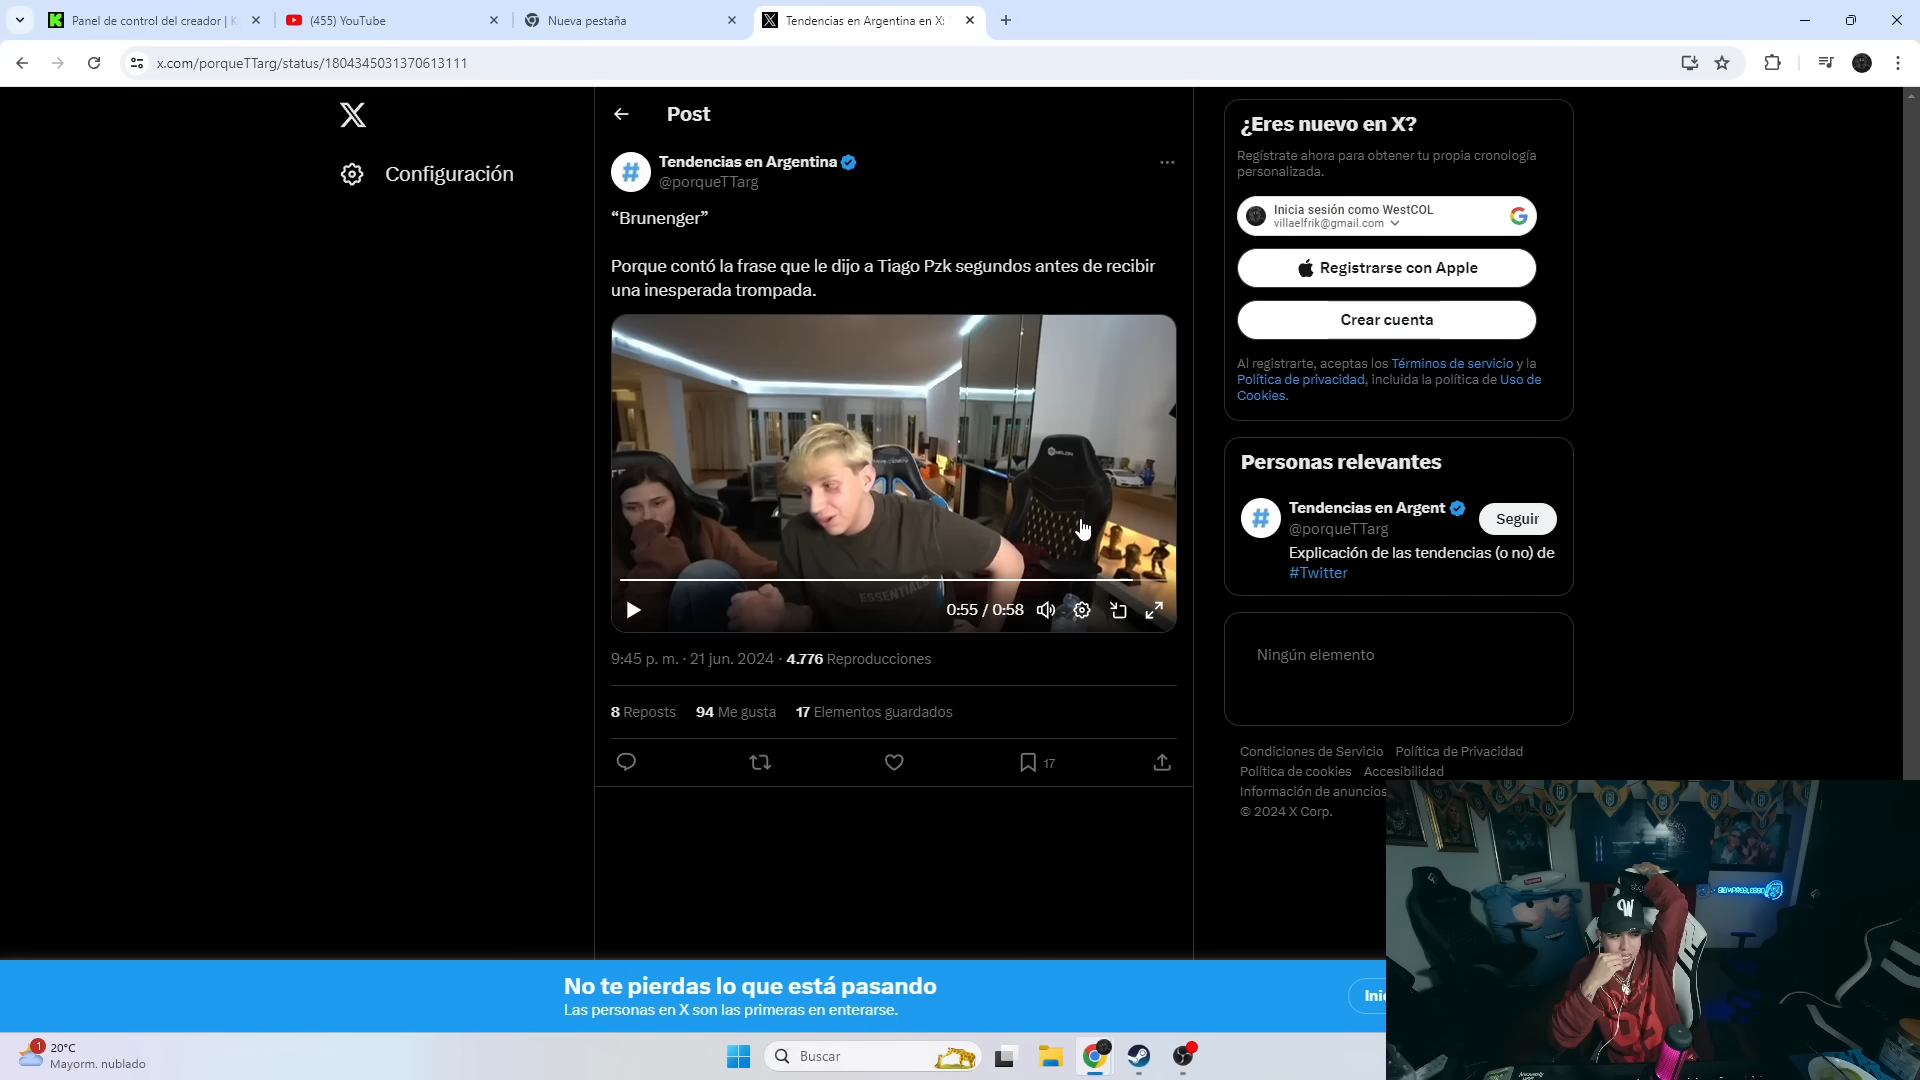 Panel de control del creador | K
(455) YouTube
Nueva pestaña
Tendencias en Argentina en X:
x.com/porqueTTarg/status/1804345031370613111
Configuración
Post
Tendencias en Argentina
@porqueTTarg
“Brunenger”
Porque contó la frase que le dijo a Tiago Pzk segundos antes de recibir
una inesperada trompada.
ESSENTIALS
0:55 / 0:58
9:45 p. m. · 21 jun. 2024 · 4.776 Reproducciones
8 Reposts 94 Me gusta 17 Elementos guardados
17
¿Eres nuevo en X?
Regístrate ahora para obtener tu propia cronología
personalizada.
Inicia sesión como WestCOL
villaelfrik@gmail.com
Registrarse con Apple
Crear cuenta
Al registrarte, aceptas los Términos de servicio y la
Política de privacidad, incluida la política de Uso de
Cookies.
Personas relevantes
Tendencias en Argent
@porqueTTarg
Seguir
Explicación de las tendencias (o no) de
#Twitter
Ningún elemento
Condiciones de Servicio Política de Privacidad
Política de cookies Accesibilidad
Información de anuncios
© 2024 X Corp.
No te pierdas lo que está pasando
Las personas en X son las primeras en enterarse.
Ini
1
20°C
Mayorm. nublado
Buscar